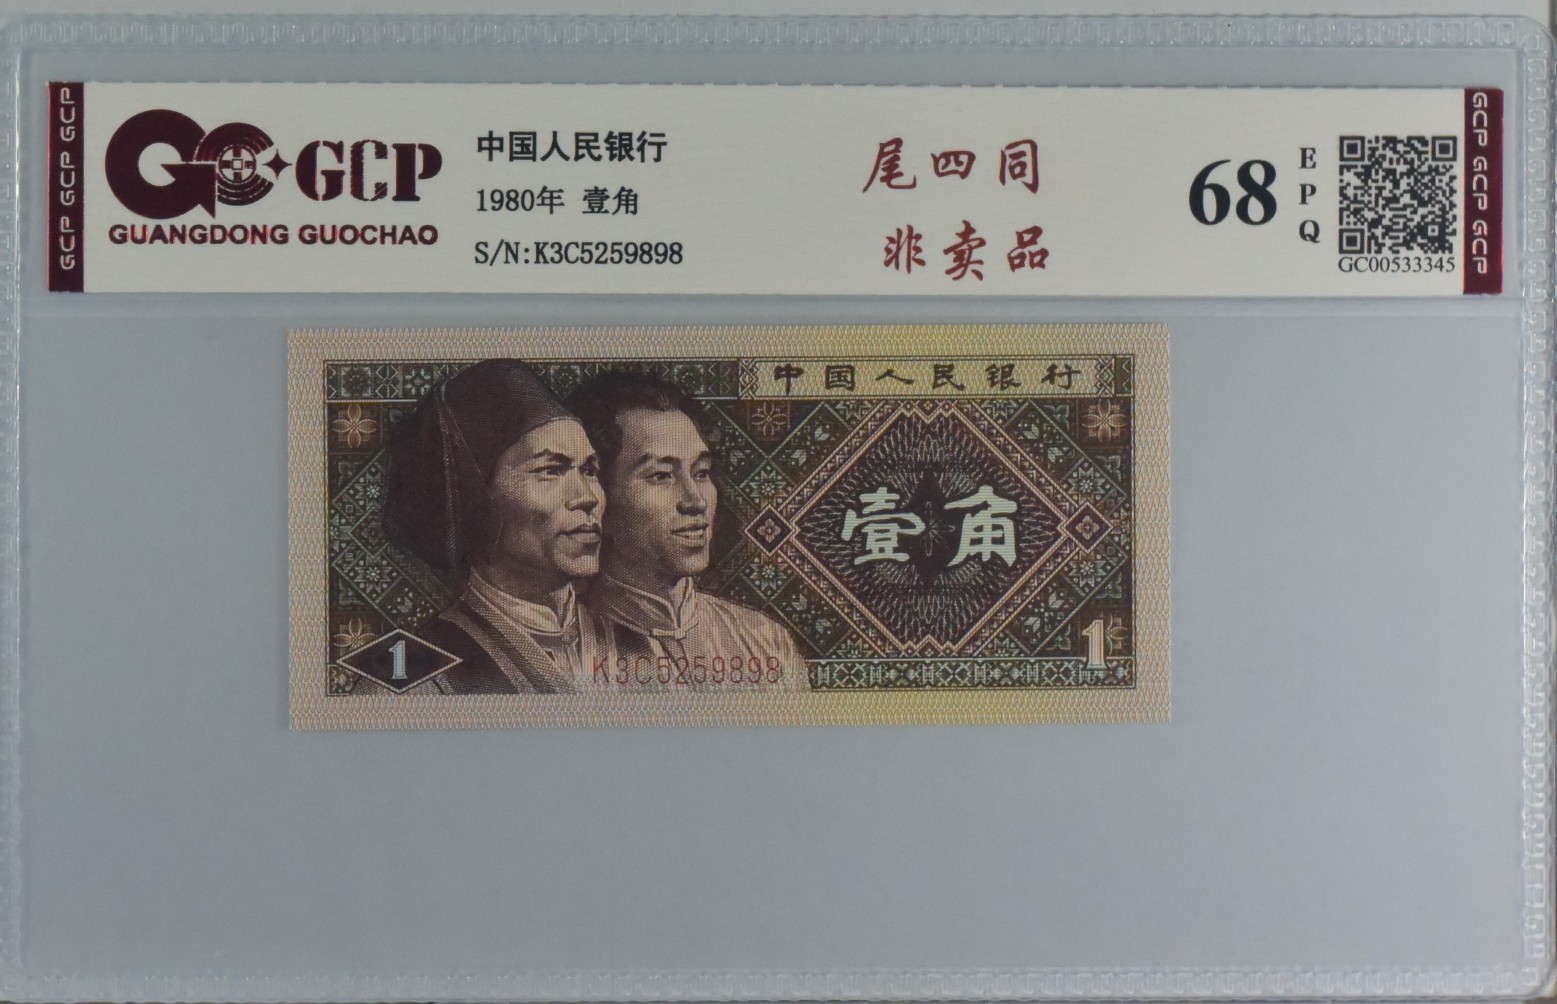 GCP
GUANGDONG GUOCHAO
中国人民银行
1980年 壹角
S/N:K3C5259898
尾四同
非卖品
68
EPQ
GC00533345
GCP GCP GCP
GCP GCP GCP
中国人民银行
壹角
1
K3C5259898
1